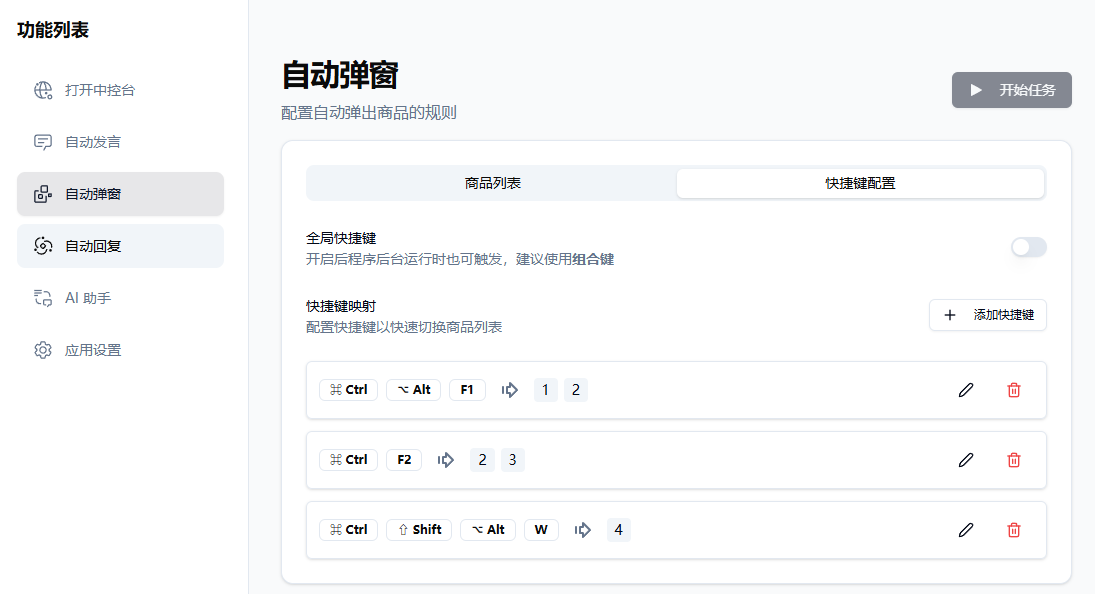 功能列表
打开中控台
自动发言
自动弹窗
自动回复
AI 助手
应用设置
自动弹窗
配置自动弹出商品的规则
开始任务
商品列表
快捷键配置
全局快捷键
开启后程序后台运行时也可触发，建议使用组合键
快捷键映射
配置快捷键以快速切换商品列表
添加快捷键
⌘ Ctrl ⌥ Alt F1 1 2
⌘ Ctrl F2 2 3
⌘ Ctrl ⇧ Shift ⌥ Alt W 4